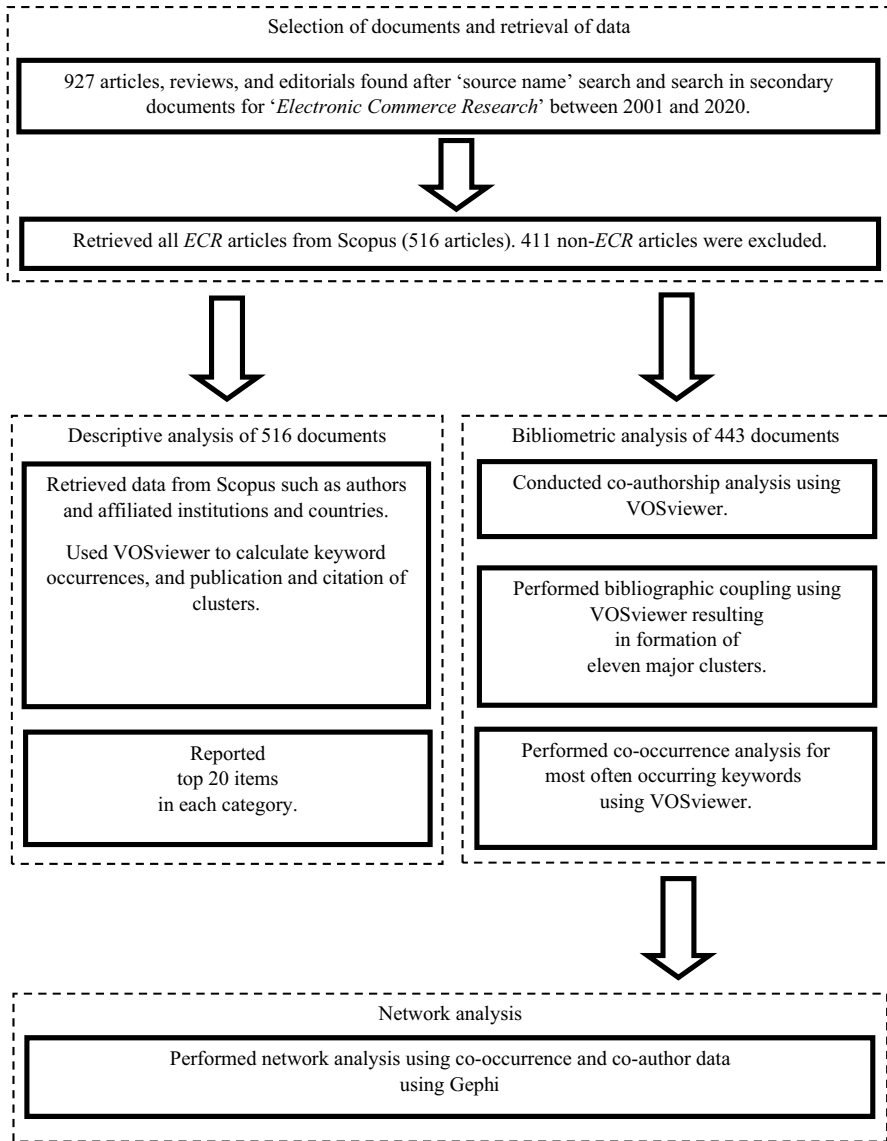 Selection of documents and retrieval of data
927 articles, reviews, and editorials found after ‘source name’ search and search in secondary
documents for ‘Electronic Commerce Research’ between 2001 and 2020.
Retrieved all ECR articles from Scopus (516 articles). 411 non-ECR articles were excluded.
Descriptive analysis of 516 documents
Retrieved data from Scopus such as authors
and affiliated institutions and countries.
Used VOSviewer to calculate keyword
occurrences, and publication and citation of
clusters.
Reported
top 20 items
in each category.
Bibliometric analysis of 443 documents
Conducted co-authorship analysis using
VOSviewer.
Performed bibliographic coupling using
VOSviewer resulting
in formation of
eleven major clusters.
Performed co-occurrence analysis for
most often occurring keywords
using VOSviewer.
Network analysis
Performed network analysis using co-occurrence and co-author data
using Gephi